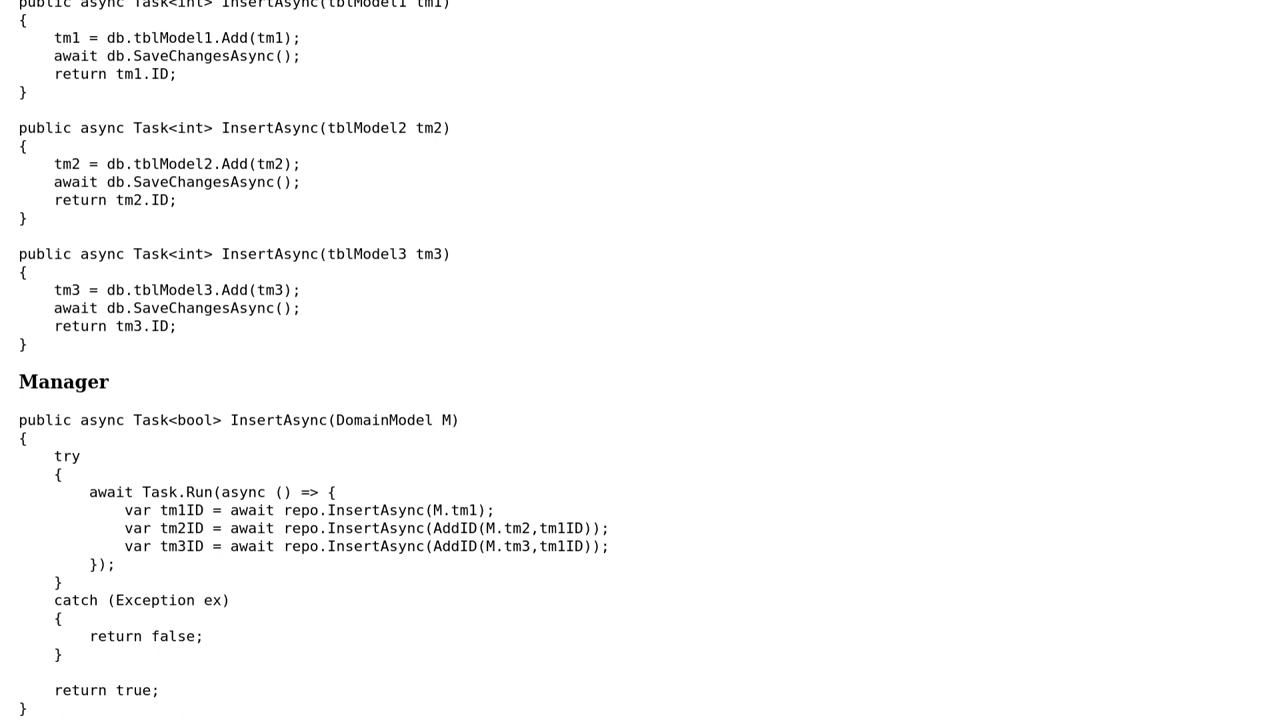 public async Task<int> InsertAsync(tblModel1 tm1)
{
    tm1 = db.tblModel1.Add(tm1);
    await db.SaveChangesAsync();
    return tm1.ID;
}

public async Task<int> InsertAsync(tblModel2 tm2)
{
    tm2 = db.tblModel2.Add(tm2);
    await db.SaveChangesAsync();
    return tm2.ID;
}

public async Task<int> InsertAsync(tblModel3 tm3)
{
    tm3 = db.tblModel3.Add(tm3);
    await db.SaveChangesAsync();
    return tm3.ID;
}

Manager

public async Task<bool> InsertAsync(DomainModel M)
{
    try
    {
        await Task.Run(async () => {
            var tm1ID = await repo.InsertAsync(M.tm1);
            var tm2ID = await repo.InsertAsync(AddID(M.tm2,tm1ID));
            var tm3ID = await repo.InsertAsync(AddID(M.tm3,tm1ID));
        });
    }
    catch (Exception ex)
    {
        return false;
    }

    return true;
}